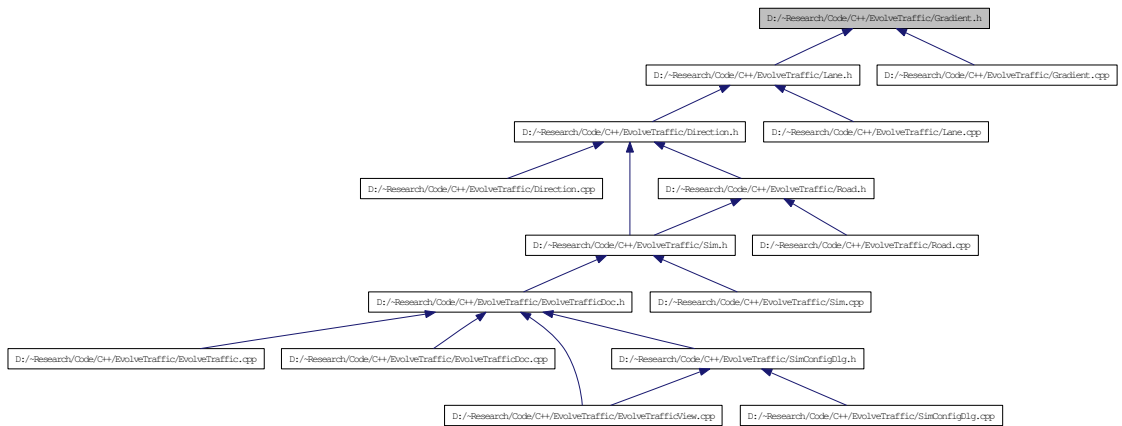 D:/~Research/Code/C++/EvolveTraffic/Gradient.h
D:/~Research/Code/C++/EvolveTraffic/Lane.h
D:/~Research/Code/C++/EvolveTraffic/Gradient.cpp
D:/~Research/Code/C++/EvolveTraffic/Direction.h
D:/~Research/Code/C++/EvolveTraffic/Lane.cpp
D:/~Research/Code/C++/EvolveTraffic/Direction.cpp
D:/~Research/Code/C++/EvolveTraffic/Road.h
D:/~Research/Code/C++/EvolveTraffic/Sim.h
D:/~Research/Code/C++/EvolveTraffic/Road.cpp
D:/~Research/Code/C++/EvolveTraffic/EvolveTrafficDoc.h
D:/~Research/Code/C++/EvolveTraffic/Sim.cpp
D:/~Research/Code/C++/EvolveTraffic/EvolveTraffic.cpp
D:/~Research/Code/C++/EvolveTraffic/EvolveTrafficDoc.cpp
D:/~Research/Code/C++/EvolveTraffic/SimConfigDlg.h
D:/~Research/Code/C++/EvolveTraffic/EvolveTrafficView.cpp
D:/~Research/Code/C++/EvolveTraffic/SimConfigDlg.cpp